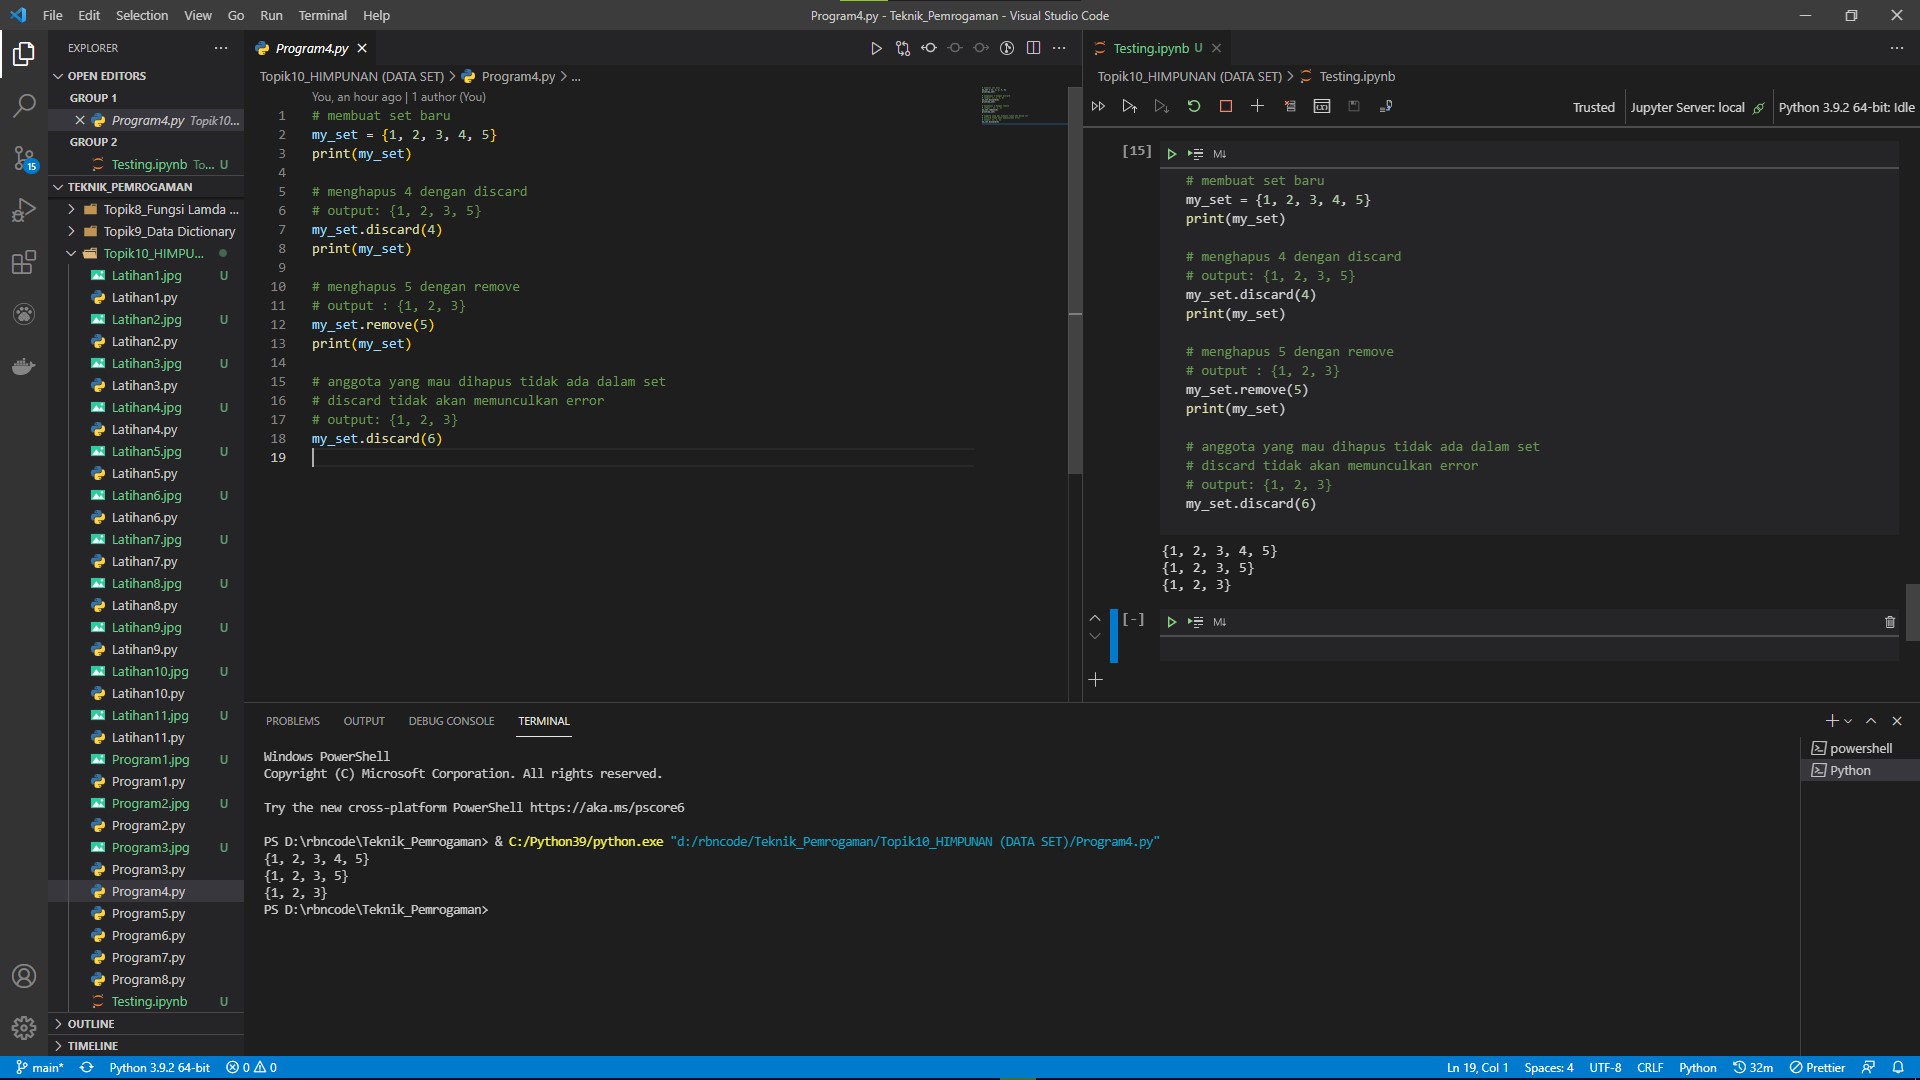 File Edit Selection View Go Run Terminal Help
Program4.py - Teknik_Pemrogaman - Visual Studio Code
EXPLORER
OPEN EDITORS
GROUP 1
Program4.py Topik10...
GROUP 2
Testing.ipynb To... U
TEKNIK_PEMROGAMAN
Topik8_Fungsi Lamda ...
Topik9_Data Dictionary
Topik10_HIMPU...
Latihan1.jpg U
Latihan1.py
Latihan2.jpg U
Latihan2.py
Latihan3.jpg U
Latihan3.py
Latihan4.jpg U
Latihan4.py
Latihan5.jpg U
Latihan5.py
Latihan6.jpg U
Latihan6.py
Latihan7.jpg U
Latihan7.py
Latihan8.jpg U
Latihan8.py
Latihan9.jpg U
Latihan9.py
Latihan10.jpg U
Latihan10.py
Latihan11.jpg U
Latihan11.py
Program1.jpg U
Program1.py
Program2.jpg U
Program2.py
Program3.jpg U
Program3.py
Program4.py
Program5.py
Program6.py
Program7.py
Program8.py
Testing.ipynb U
OUTLINE
TIMELINE
15
Program4.py
Topik10_HIMPUNAN (DATA SET) > Program4.py > ...
You, an hour ago | 1 author (You)
1 # membuat set baru
2 my_set = {1, 2, 3, 4, 5}
3 print(my_set)
4
5 # menghapus 4 dengan discard
6 # output: {1, 2, 3, 5}
7 my_set.discard(4)
8 print(my_set)
9
10 # menghapus 5 dengan remove
11 # output : {1, 2, 3}
12 my_set.remove(5)
13 print(my_set)
14
15 # anggota yang mau dihapus tidak ada dalam set
16 # discard tidak akan memunculkan error
17 # output: {1, 2, 3}
18 my_set.discard(6)
19
Testing.ipynb U
Topik10_HIMPUNAN (DATA SET) > Testing.ipynb
Trusted Jupyter Server: local Python 3.9.2 64-bit: Idle
[15] M↓
# membuat set baru
my_set = {1, 2, 3, 4, 5}
print(my_set)
# menghapus 4 dengan discard
# output: {1, 2, 3, 5}
my_set.discard(4)
print(my_set)
# menghapus 5 dengan remove
# output : {1, 2, 3}
my_set.remove(5)
print(my_set)
# anggota yang mau dihapus tidak ada dalam set
# discard tidak akan memunculkan error
# output: {1, 2, 3}
my_set.discard(6)
{1, 2, 3, 4, 5}
{1, 2, 3, 5}
{1, 2, 3}
[-] M↓
PROBLEMS OUTPUT DEBUG CONSOLE TERMINAL
Windows PowerShell
Copyright (C) Microsoft Corporation. All rights reserved.
Try the new cross-platform PowerShell https://aka.ms/pscore6
PS D:\rbncode\Teknik_Pemrogaman> & C:/Python39/python.exe "d:/rbncode/Teknik_Pemrogaman/Topik10_HIMPUNAN (DATA SET)/Program4.py"
{1, 2, 3, 4, 5}
{1, 2, 3, 5}
{1, 2, 3}
PS D:\rbncode\Teknik_Pemrogaman>
powershell
Python
main* Python 3.9.2 64-bit 0 0
Ln 19, Col 1 Spaces: 4 UTF-8 CRLF Python 32m Prettier